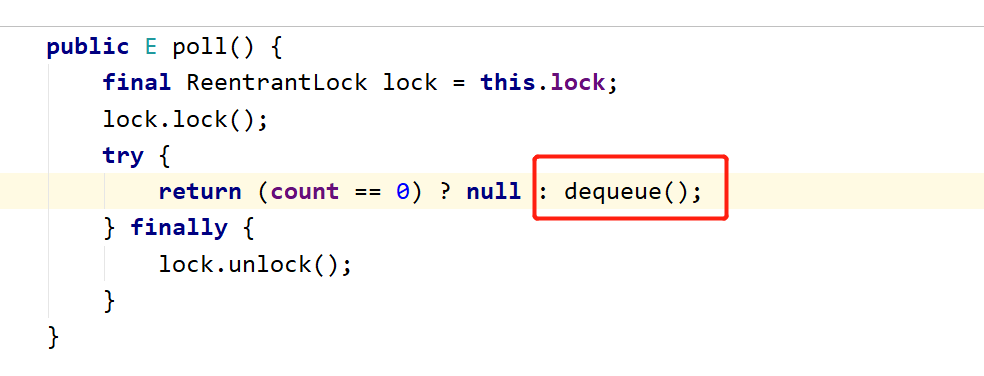 public E poll() {
    final ReentrantLock lock = this.lock;
    lock.lock();
    try {
        return (count == 0) ? null : dequeue();
    } finally {
        lock.unlock();
    }
}